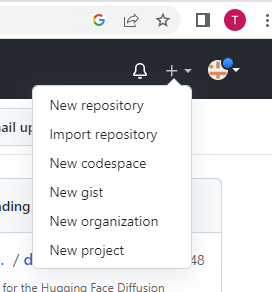 T
New repository
ail up
Import repository
New codespace
New gist
nding
New organization
. / d
48
New project
for the Hugging Face Diffusion